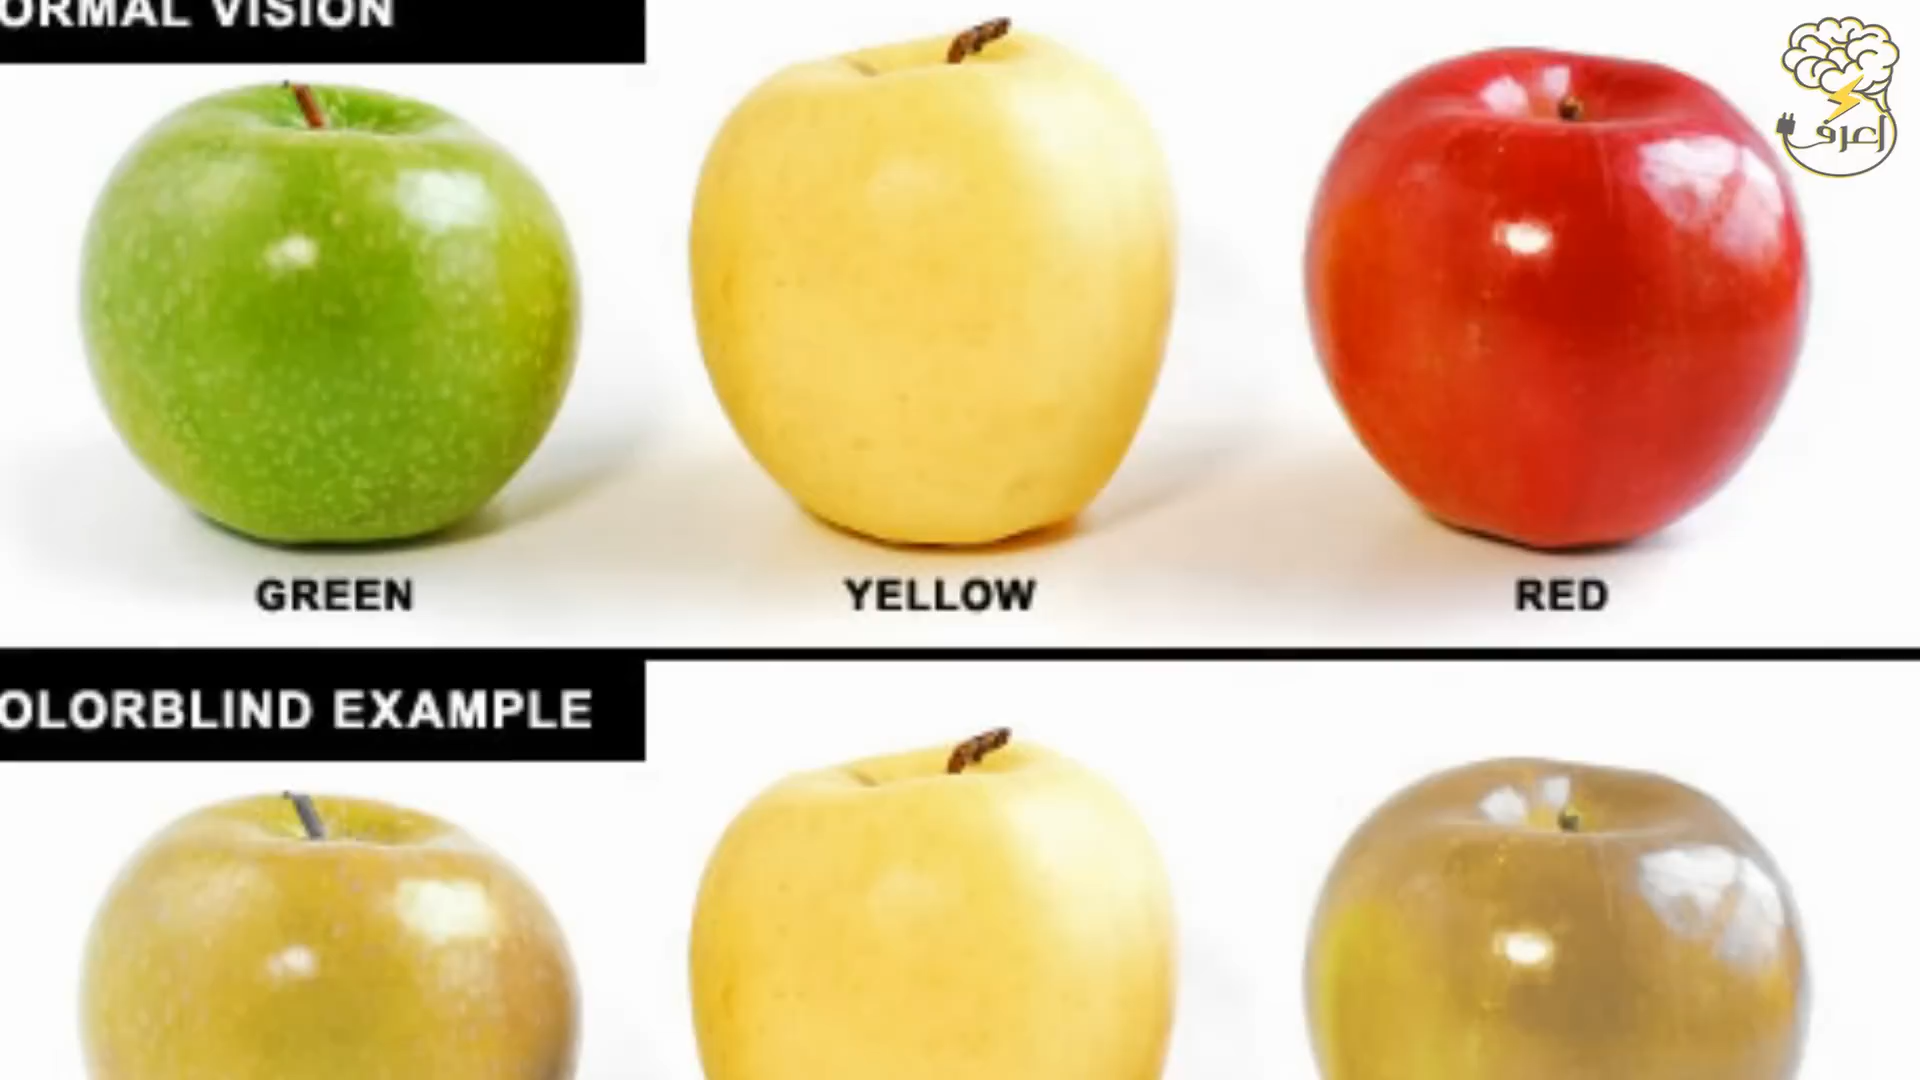 ORMAL VISION
اعرف
GREEN
YELLOW
RED
OLORBLIND EXAMPLE